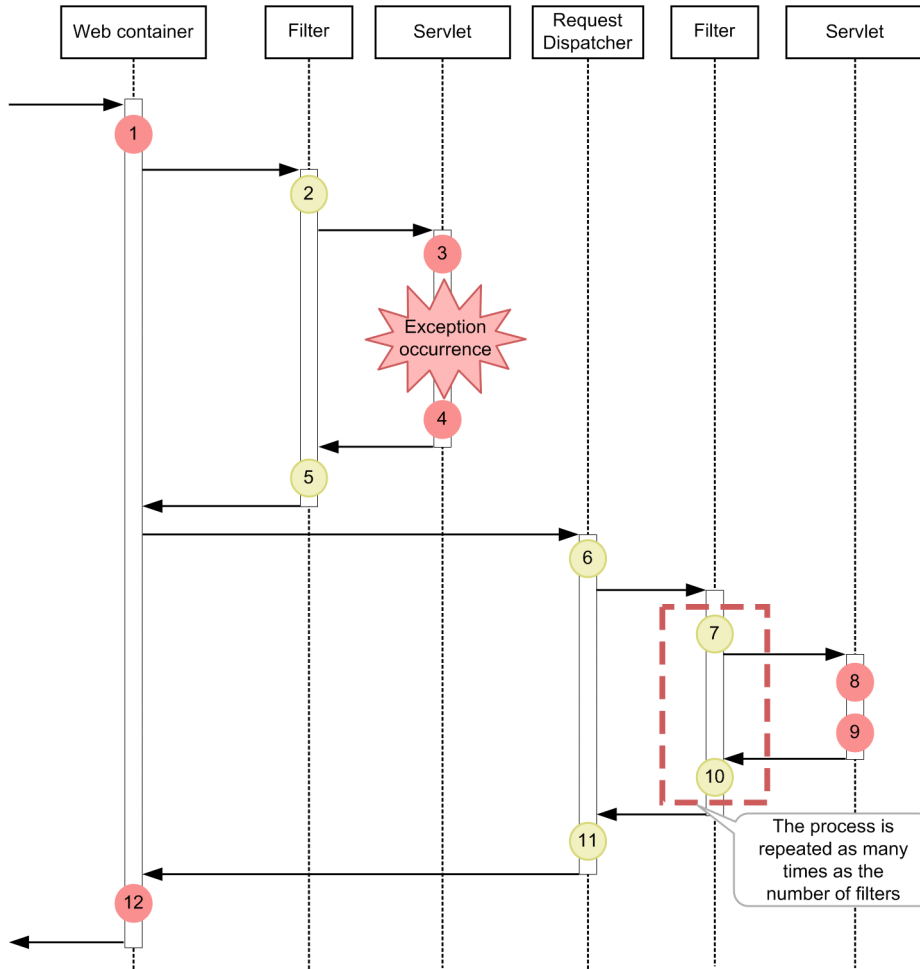 Web container
Filter
Servlet
Request
Dispatcher
Filter
Servlet
1
2
3
Exception
occurrence
4
5
6
7
8
9
10
11
The process is
repeated as many
times as the
number of filters
12